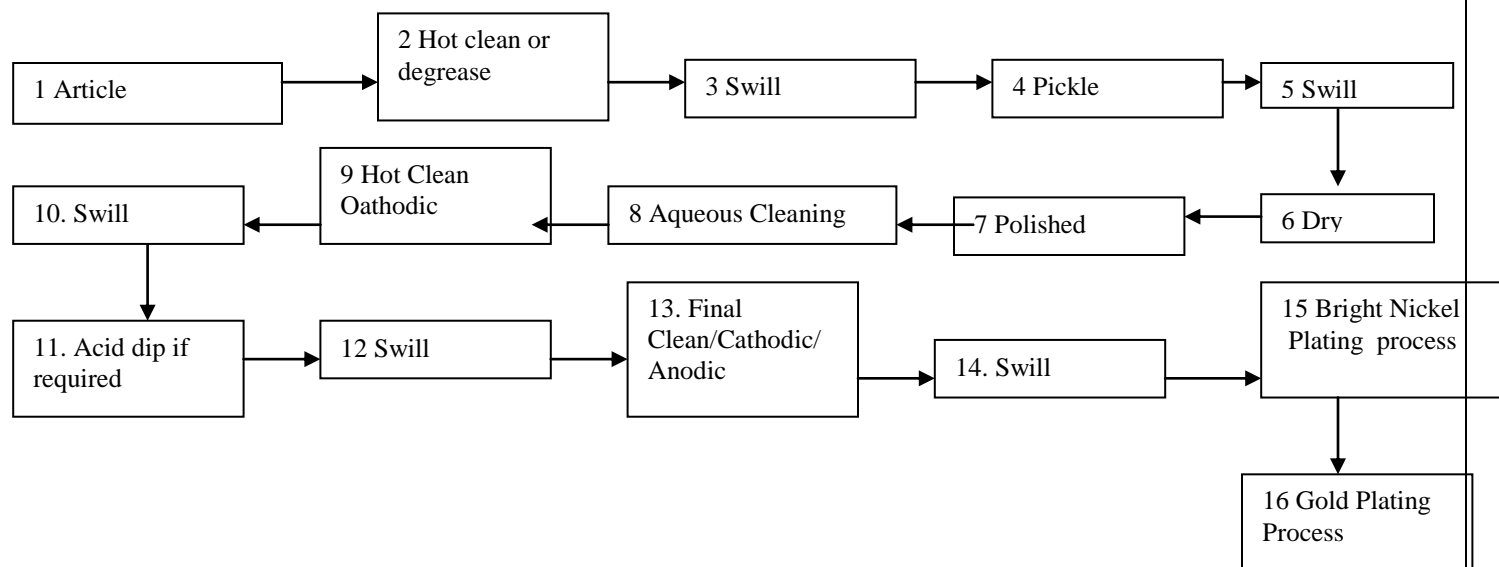 1 Article
2 Hot clean or
degrease
3 Swill
4 Pickle
5 Swill
6 Dry
7 Polished
8 Aqueous Cleaning
9 Hot Clean
Oathodic
10. Swill
11. Acid dip if
required
12 Swill
13. Final
Clean/Cathodic/
Anodic
14. Swill
15 Bright Nickel
Plating process
16 Gold Plating
Process